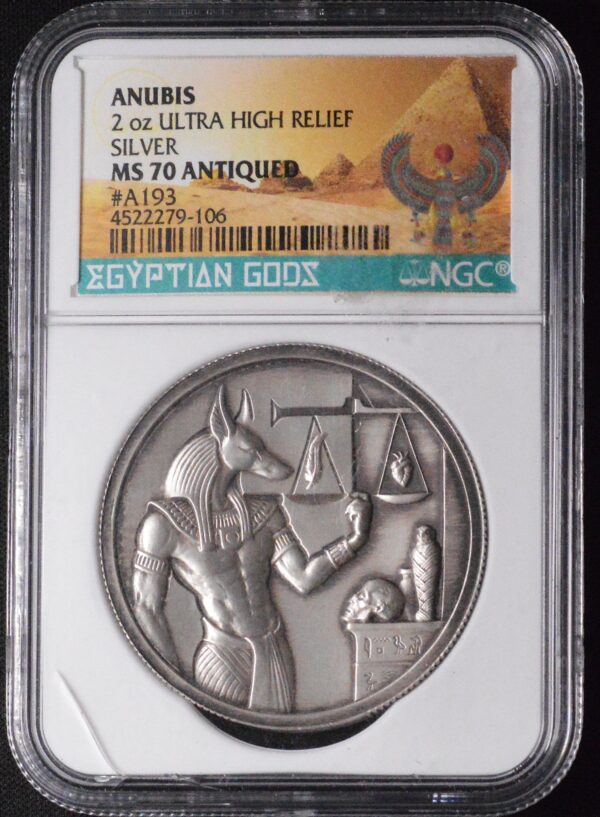 ANUBIS
2 oz ULTRA HIGH RELIEF
SILVER
MS 70 ANTIQUED
#A193
4522279-106
EGYPTIAN GODS NGC®